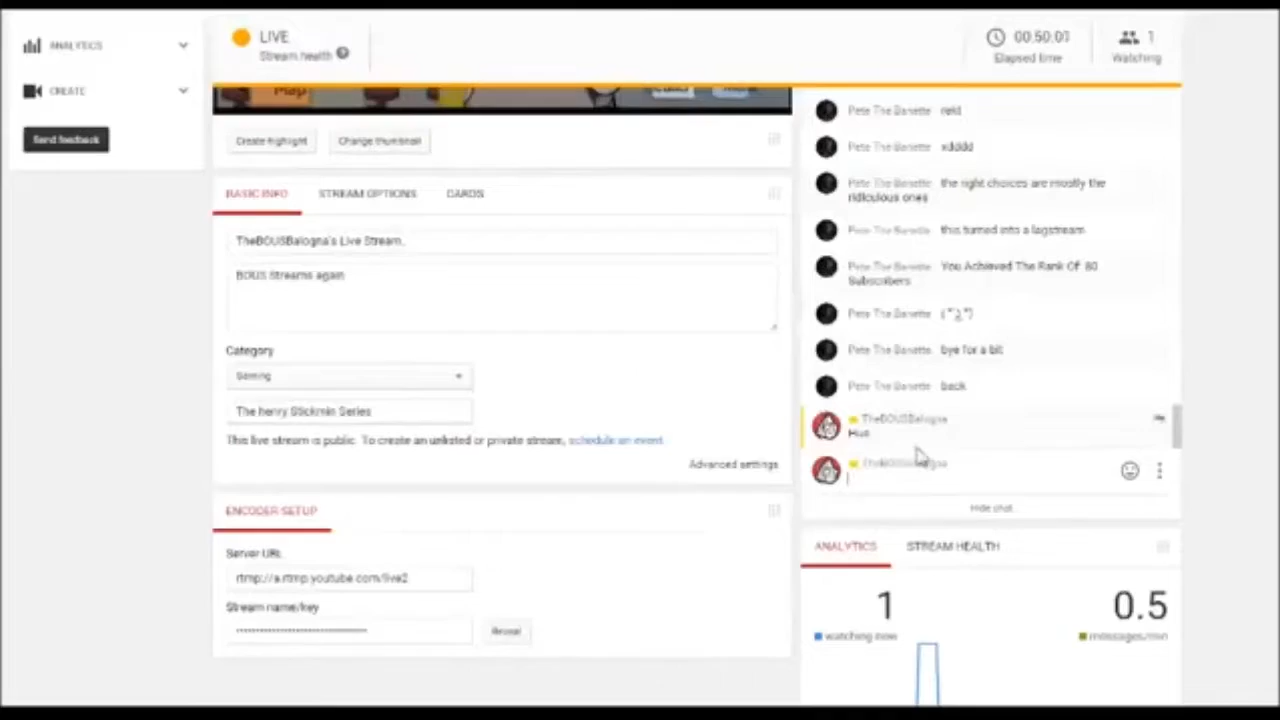 ANALYTICS
CREATE
Send feedback
LIVE
Stream health
00:50:01
Elapsed time
1
Watching
Map
Create highlight
Change thumbnail
BASIC INFO
STREAM OPTIONS
CARDS
TheBOUSBalogna's Live Stream.
BOUS Streams again
Category
Gaming
The henry Stickmin Series
This live stream is public. To create an unlisted or private stream, schedule an event.
Advanced settings
ENCODER SETUP
Server URL
rtmp://a.rtmp.youtube.com/live2
Stream name/key
Reveal
Pete The Banette rekt
Pete The Banette xdddd
Pete The Banette the right choices are mostly the
ridiculous ones
Pete The Banette this turned into a lagstream
Pete The Banette You Achieved The Rank Of 80
Subscribers
Pete The Banette
Pete The Banette bye for a bit
Pete The Banette back
TheBOUSBalogna
TheBOUSBalogna
Hide chat
ANALYTICS
STREAM HEALTH
1
watching now
0.5
messages/min